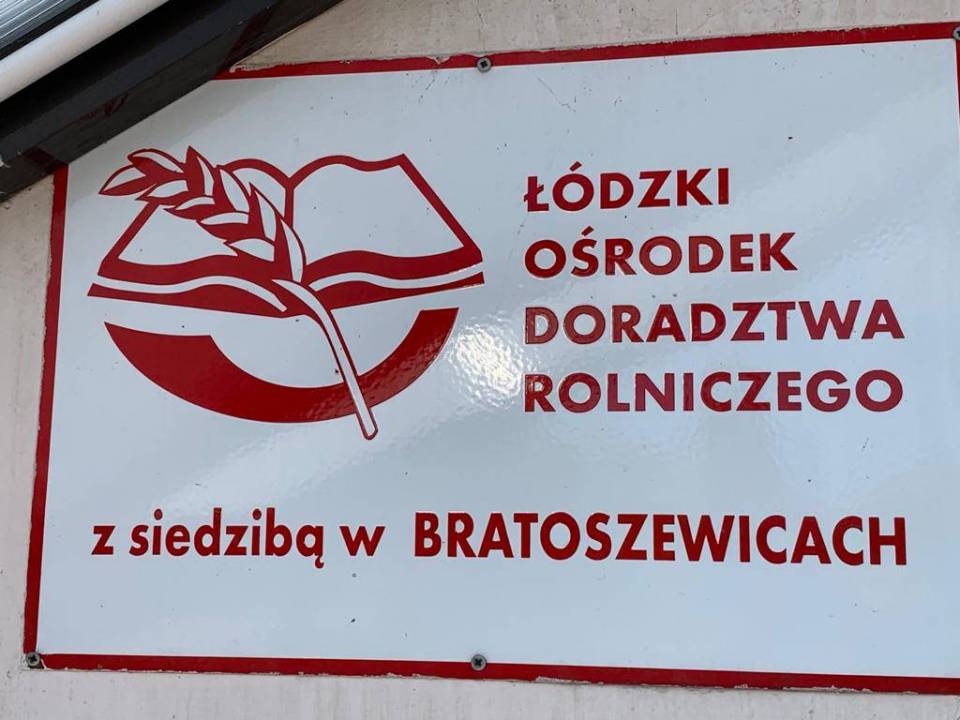 ŁÓDZKI
OŚRODEK
DORADZTWA
ROLNICZEGO
z siedzibą w BRATOSZEWICACH